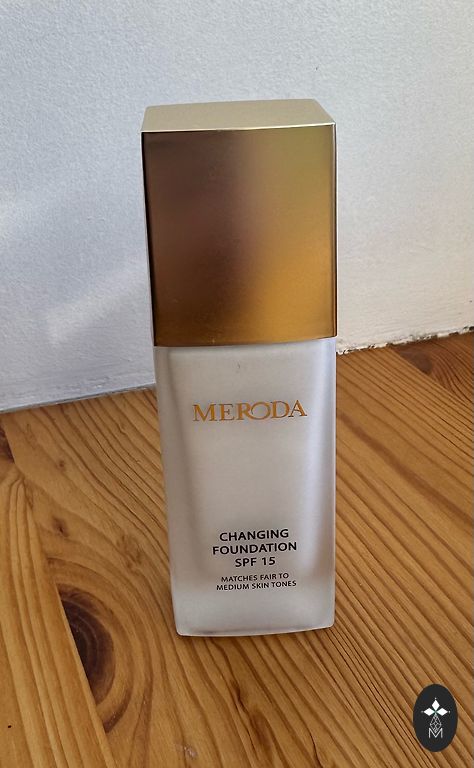 MERODA
CHANGING
FOUNDATION
SPF 15
MATCHES FAIR TO
MEDIUM SKIN TONES
M